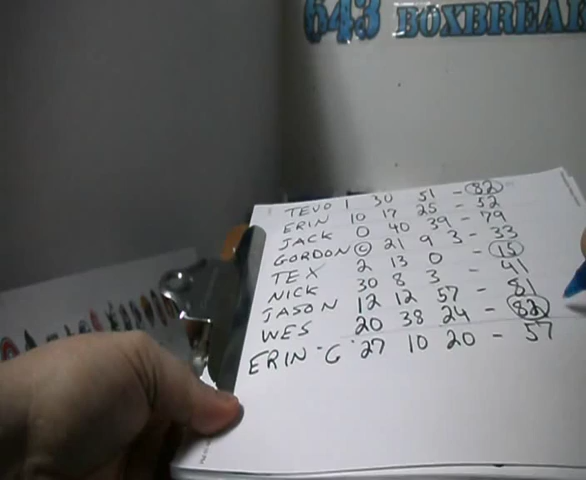 643 BOXBREAK
TEVO 1 30 51 - 82
ERIN 10 17 25 - 52
JACK 0 40 39 - 79
GORDON © 21 9 3 - 33
TEX 2 13 0 - 15
NICK 30 8 3 - 41
JASON 12 12 57 - 81
WES 20 38 24 - 82
ERIN "G" 27 10 20 - 57